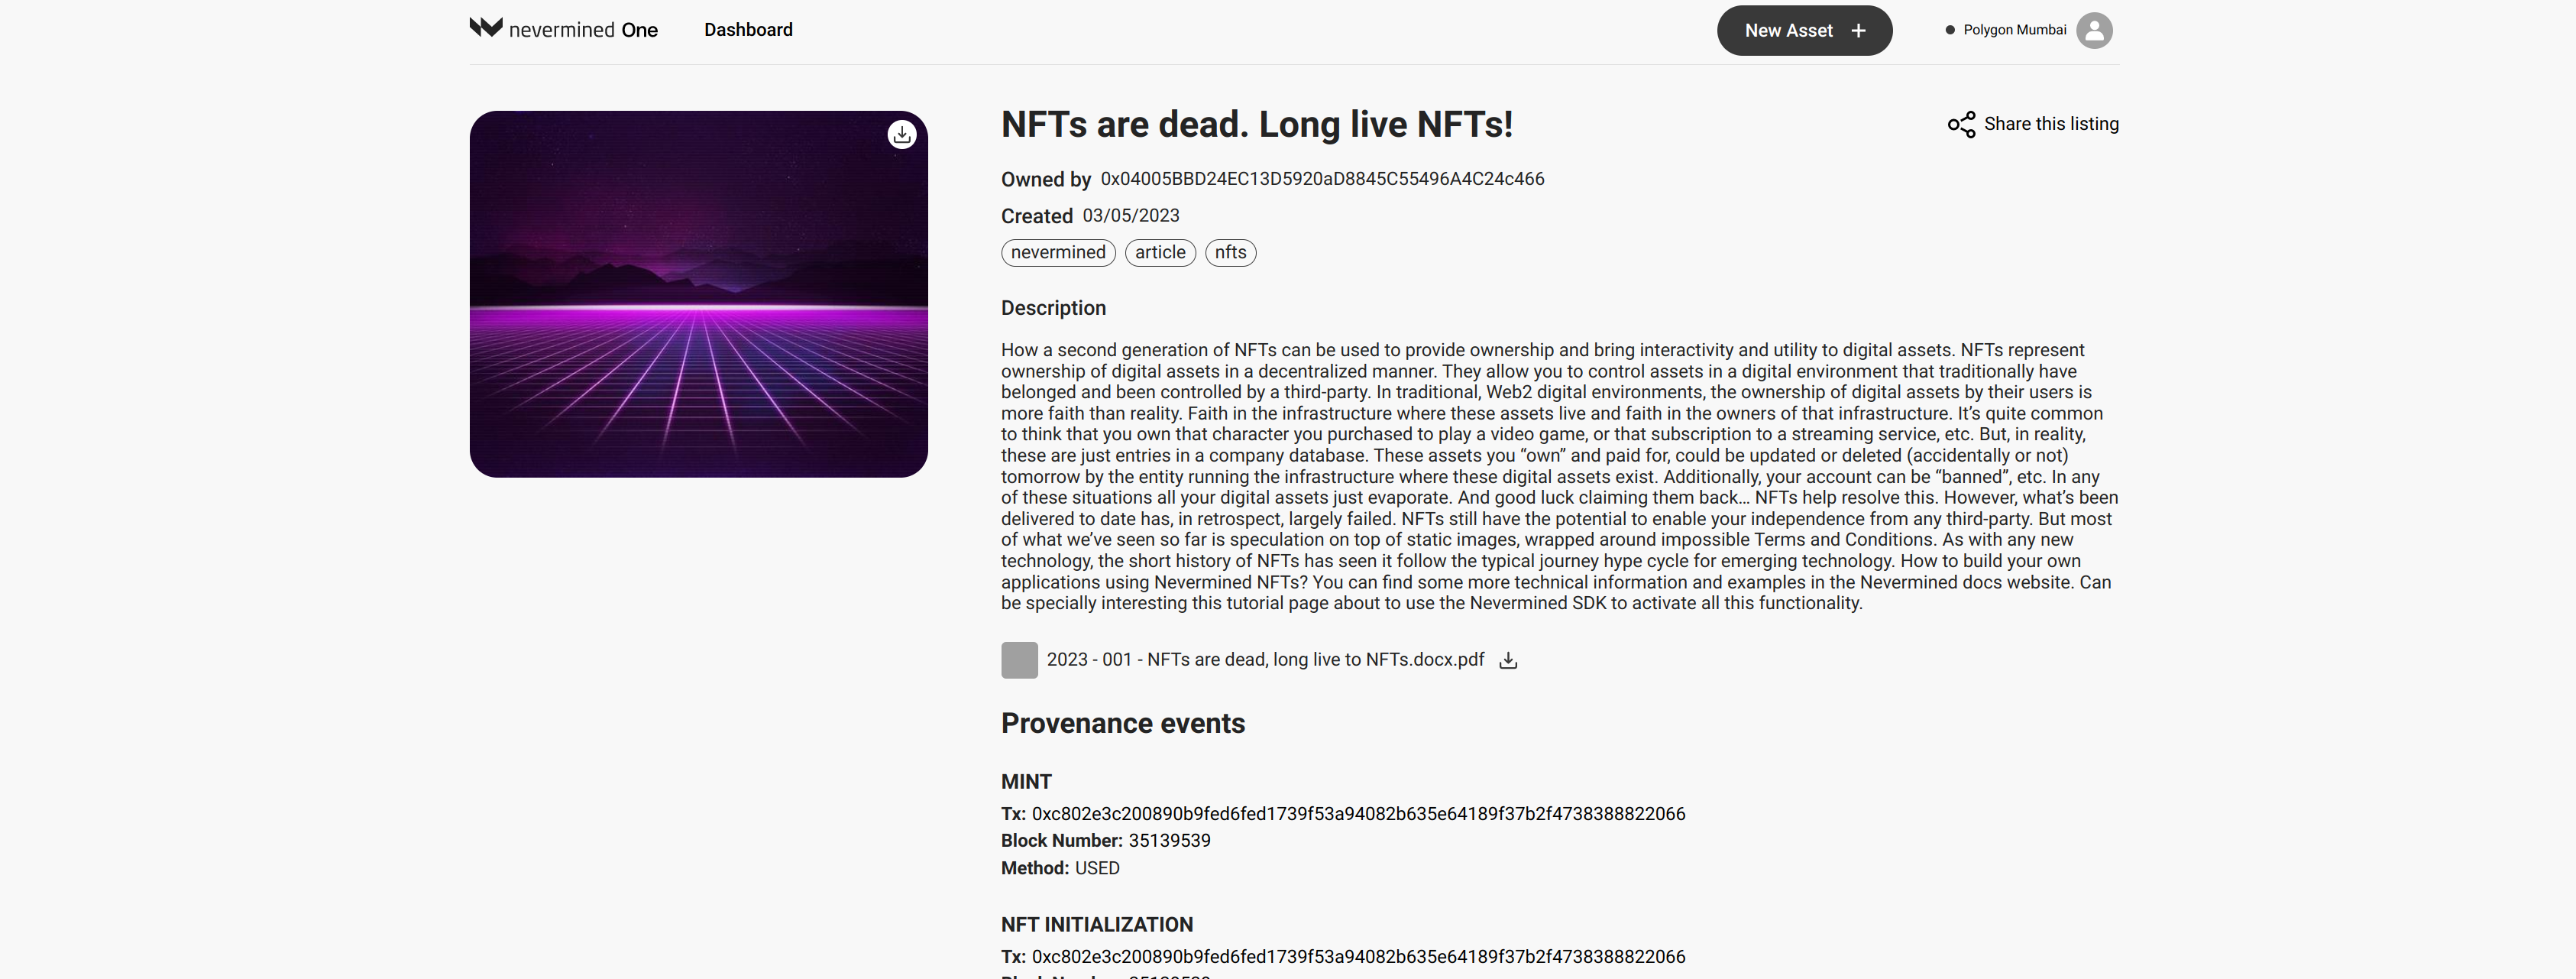 nevermined One
Dashboard
New Asset +
Polygon Mumbai
NFTs are dead. Long live NFTs!
Share this listing
Owned by 0x04005BBD24EC13D5920aD8845C55496A4C24c466
Created 03/05/2023
nevermined article nfts
Description
How a second generation of NFTs can be used to provide ownership and bring interactivity and utility to digital assets. NFTs represent
ownership of digital assets in a decentralized manner. They allow you to control assets in a digital environment that traditionally have
belonged and been controlled by a third-party. In traditional, Web2 digital environments, the ownership of digital assets by their users is
more faith than reality. Faith in the infrastructure where these assets live and faith in the owners of that infrastructure. It’s quite common
to think that you own that character you purchased to play a video game, or that subscription to a streaming service, etc. But, in reality,
these are just entries in a company database. These assets you “own” and paid for, could be updated or deleted (accidentally or not)
tomorrow by the entity running the infrastructure where these digital assets exist. Additionally, your account can be “banned”, etc. In any
of these situations all your digital assets just evaporate. And good luck claiming them back… NFTs help resolve this. However, what’s been
delivered to date has, in retrospect, largely failed. NFTs still have the potential to enable your independence from any third-party. But most
of what we’ve seen so far is speculation on top of static images, wrapped around impossible Terms and Conditions. As with any new
technology, the short history of NFTs has seen it follow the typical journey hype cycle for emerging technology. How to build your own
applications using Nevermined NFTs? You can find some more technical information and examples in the Nevermined docs website. Can
be specially interesting this tutorial page about to use the Nevermined SDK to activate all this functionality.
2023 - 001 - NFTs are dead, long live to NFTs.docx.pdf
Provenance events
MINT
Tx: 0xc802e3c200890b9fed6fed1739f53a94082b635e64189f37b2f4738388822066
Block Number: 35139539
Method: USED
NFT INITIALIZATION
Tx: 0xc802e3c200890b9fed6fed1739f53a94082b635e64189f37b2f4738388822066